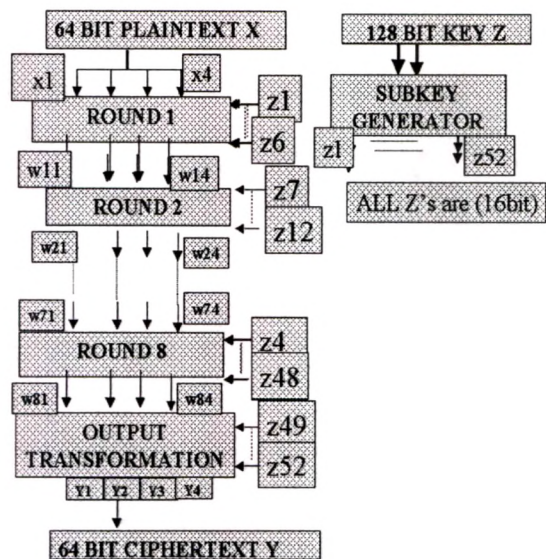 64 BIT PLAINTEXT X
x1
x4
ROUND 1
z1
z6
w11
w14
ROUND 2
z7
z12
w21
w24
w71
w74
ROUND 8
z4
z48
w81
w84
OUTPUT
TRANSFORMATION
z49
z52
Y1 Y2 Y3 Y4
64 BIT CIPHERTEXT Y
128 BIT KEY Z
SUBKEY
GENERATOR
z1
z52
ALL Z's are (16bit)